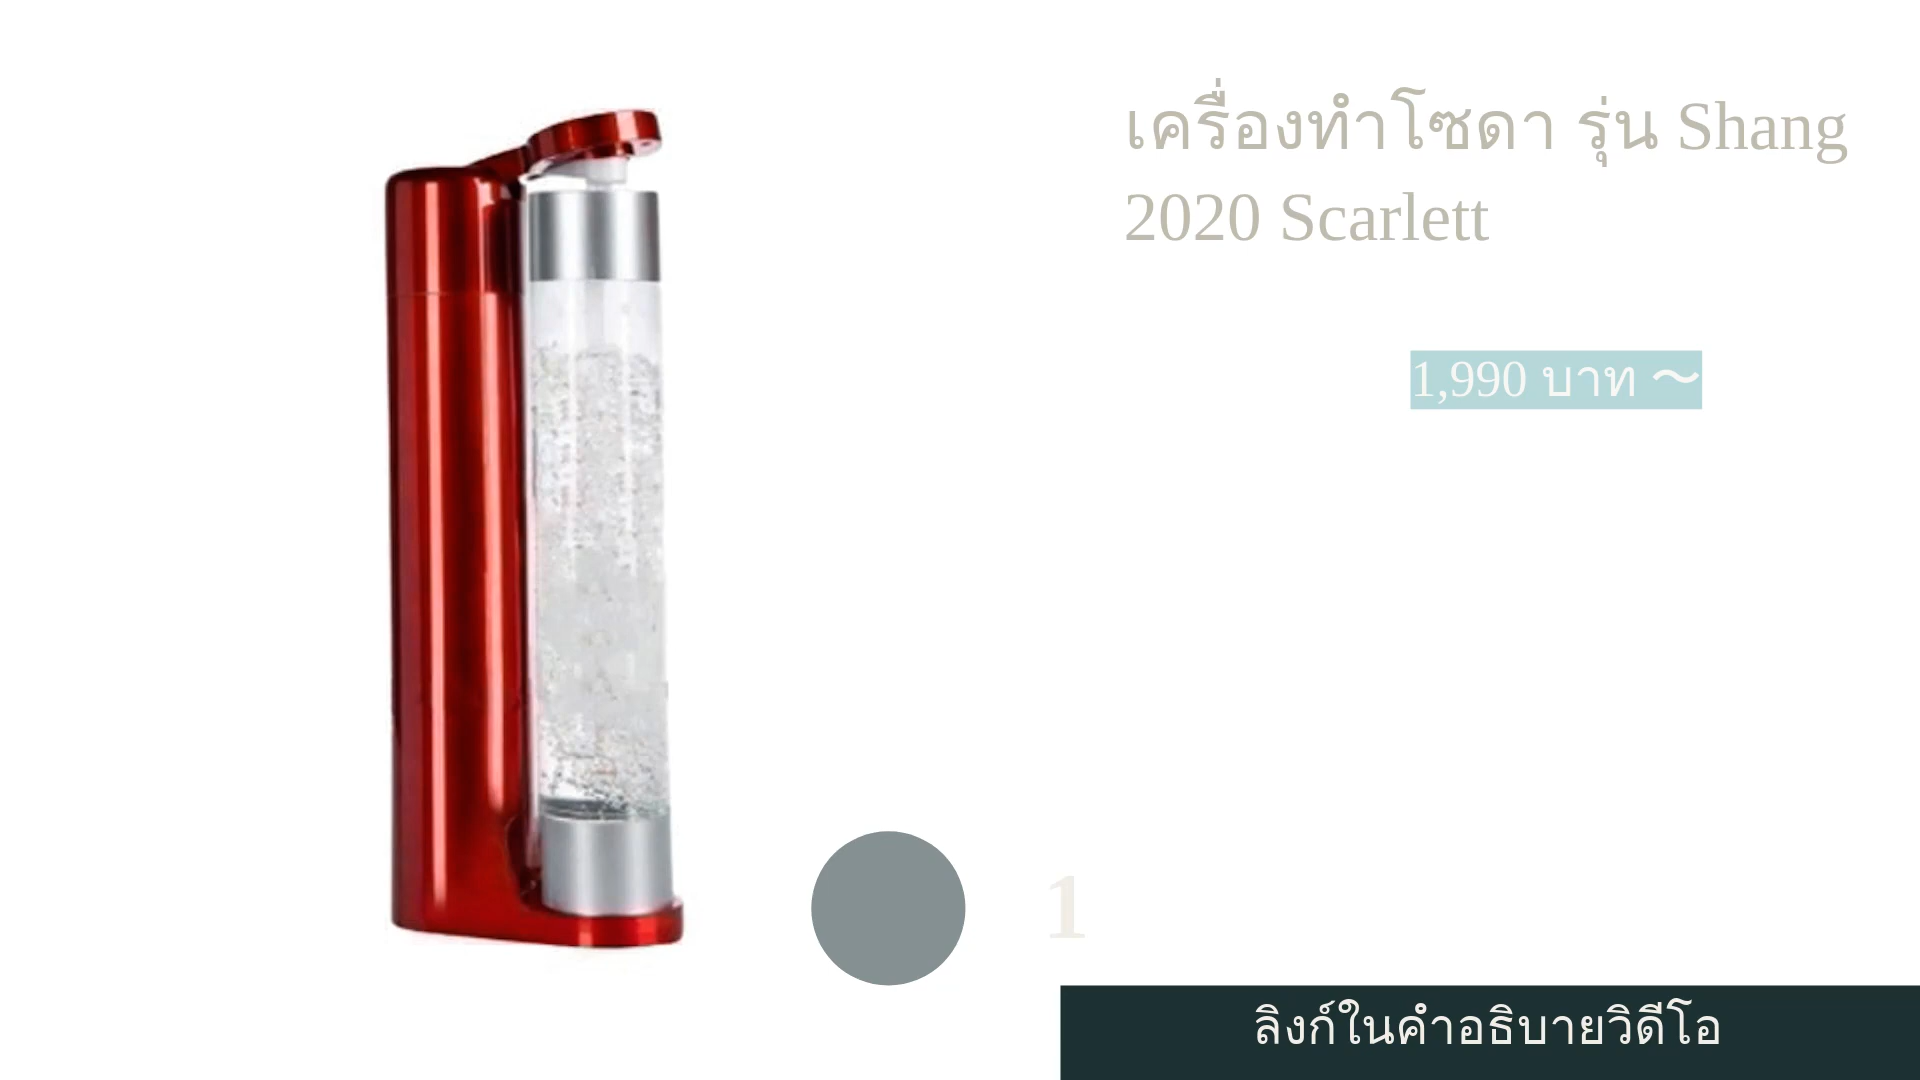 เครื่องทำโซดา รุ่น Shang
2020 Scarlett
1,990 บาท 〜
1
ลิงก์ในคำอธิบายวิดีโอ